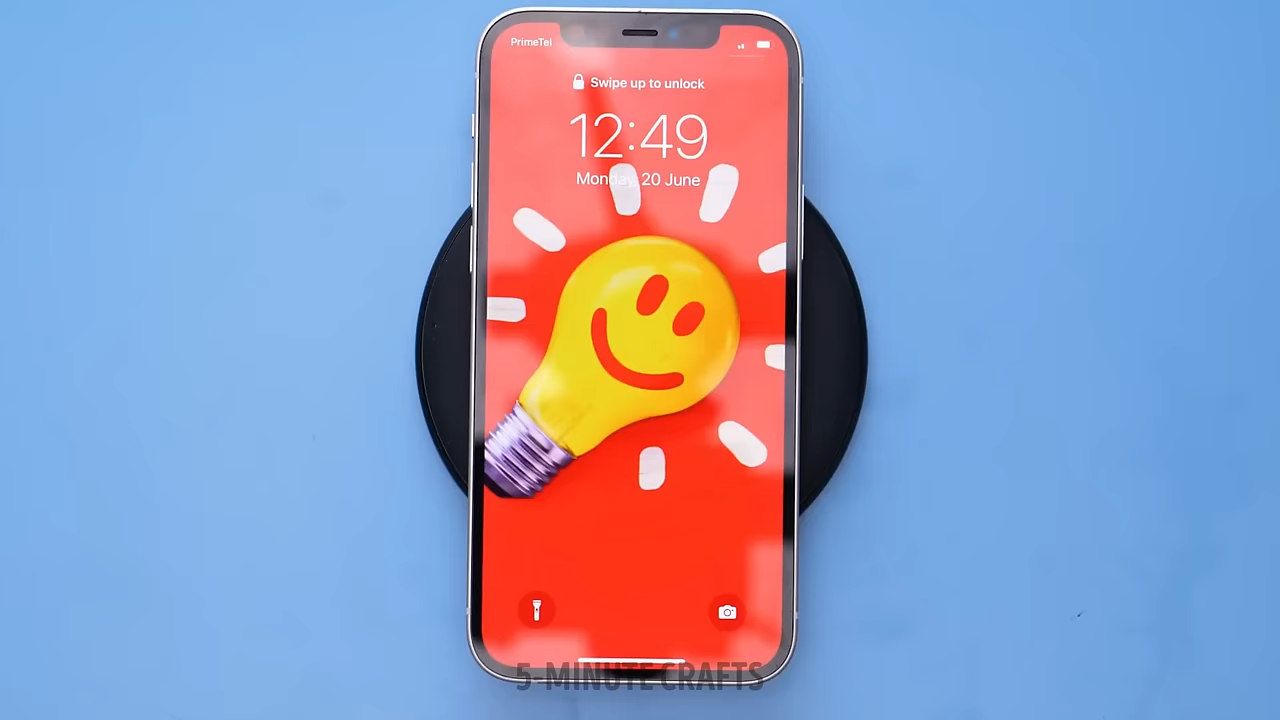 PrimeTel
Swipe up to unlock
12:49
Monday, 20 June
5-MINUTE CRAFTS